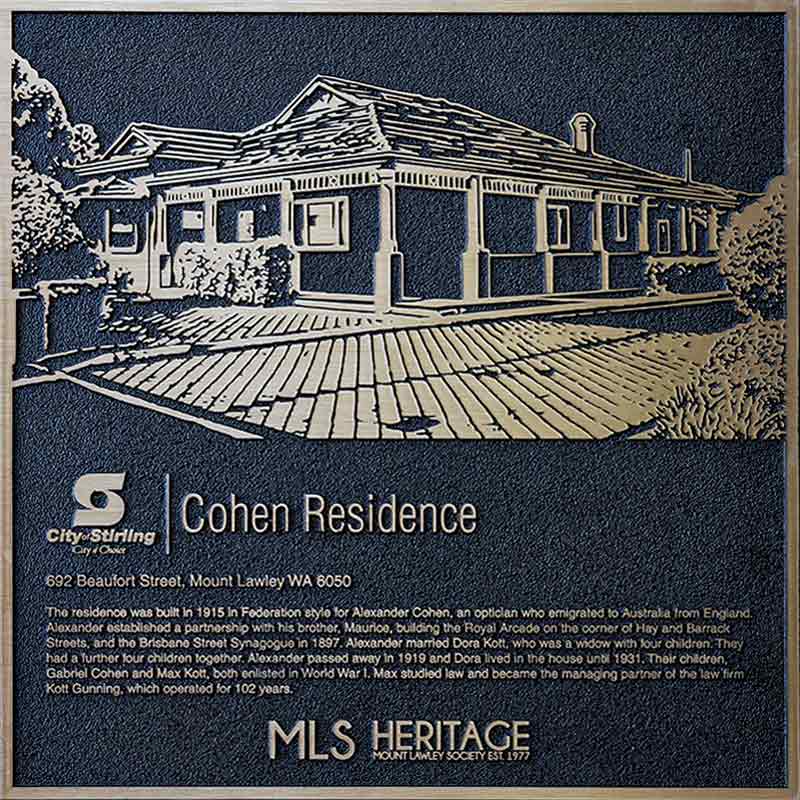 City of Stirling
City of Choice
Cohen Residence
692 Beaufort Street, Mount Lawley WA 6050
The residence was built in 1915 in Federation style for Alexander Cohen, an optician who emigrated to Australia from England.
Alexander established a partnership with his brother, Maurice, building the Royal Arcade on the corner of Hay and Barrack
Streets, and the Brisbane Street Synagogue in 1897. Alexander married Dora Kott, who was a widow with four children. They
had a further four children together. Alexander passed away in 1919 and Dora lived in the house until 1931. Their children,
Gabriel Cohen and Max Kott, both enlisted in World War I. Max studied law and became the managing partner of the law firm
Kott Gunning, which operated for 102 years.
MLS HERITAGE
MOUNT LAWLEY SOCIETY EST. 1977